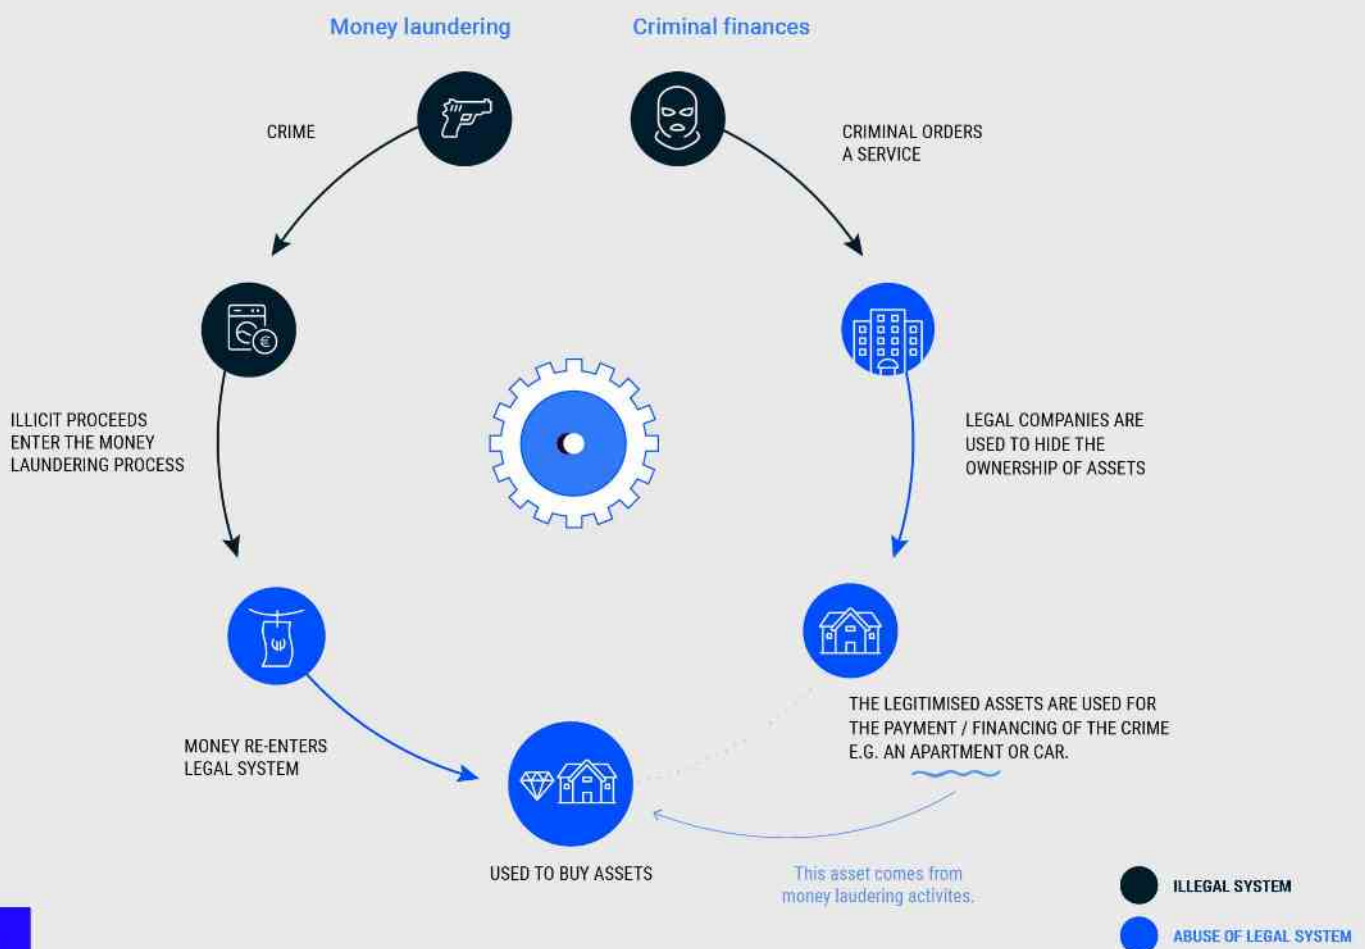 Money laundering
Criminal finances
CRIME
CRIMINAL ORDERS
A SERVICE
€
ILLICIT PROCEEDS
ENTER THE MONEY
LAUNDERING PROCESS
LEGAL COMPANIES ARE
USED TO HIDE THE
OWNERSHIP OF ASSETS
MONEY RE-ENTERS
LEGAL SYSTEM
THE LEGITIMISED ASSETS ARE USED FOR
THE PAYMENT / FINANCING OF THE CRIME
E.G. AN APARTMENT OR CAR.
USED TO BUY ASSETS
This asset comes from
money laudering activites.
ILLEGAL SYSTEM
ABUSE OF LEGAL SYSTEM